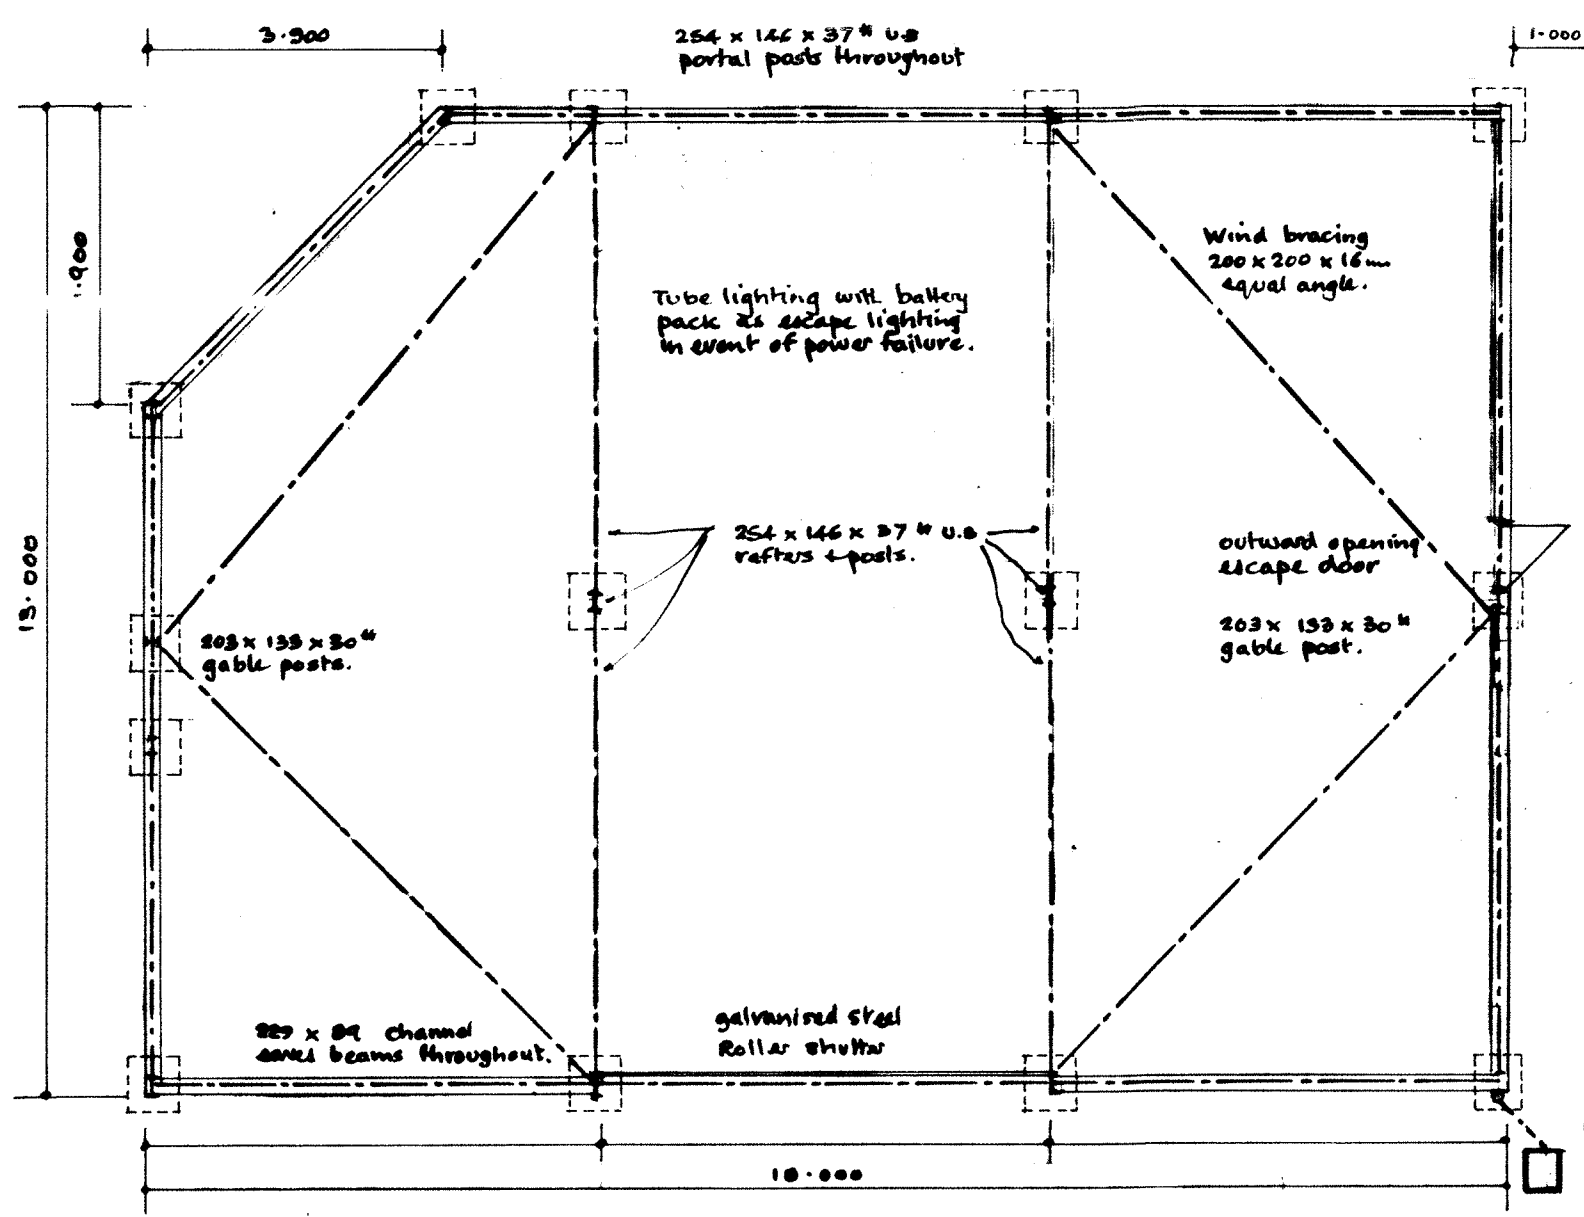 3.900
254 x 146 x 37# U.B
portal posts throughout
1.000
1.900
Wind bracing
200 x 200 x 16mm
equal angle.
Tube lighting with battery
pack as escape lighting
in event of power failure.
13.000
254 x 146 x 37 # U.B
rafters + posts.
outward opening
escape door
203 x 133 x 30#
gable posts.
203 x 133 x 30#
gable post.
229 x 89 channel
eaves beams throughout.
galvanised steel
Roller shutter
18.000